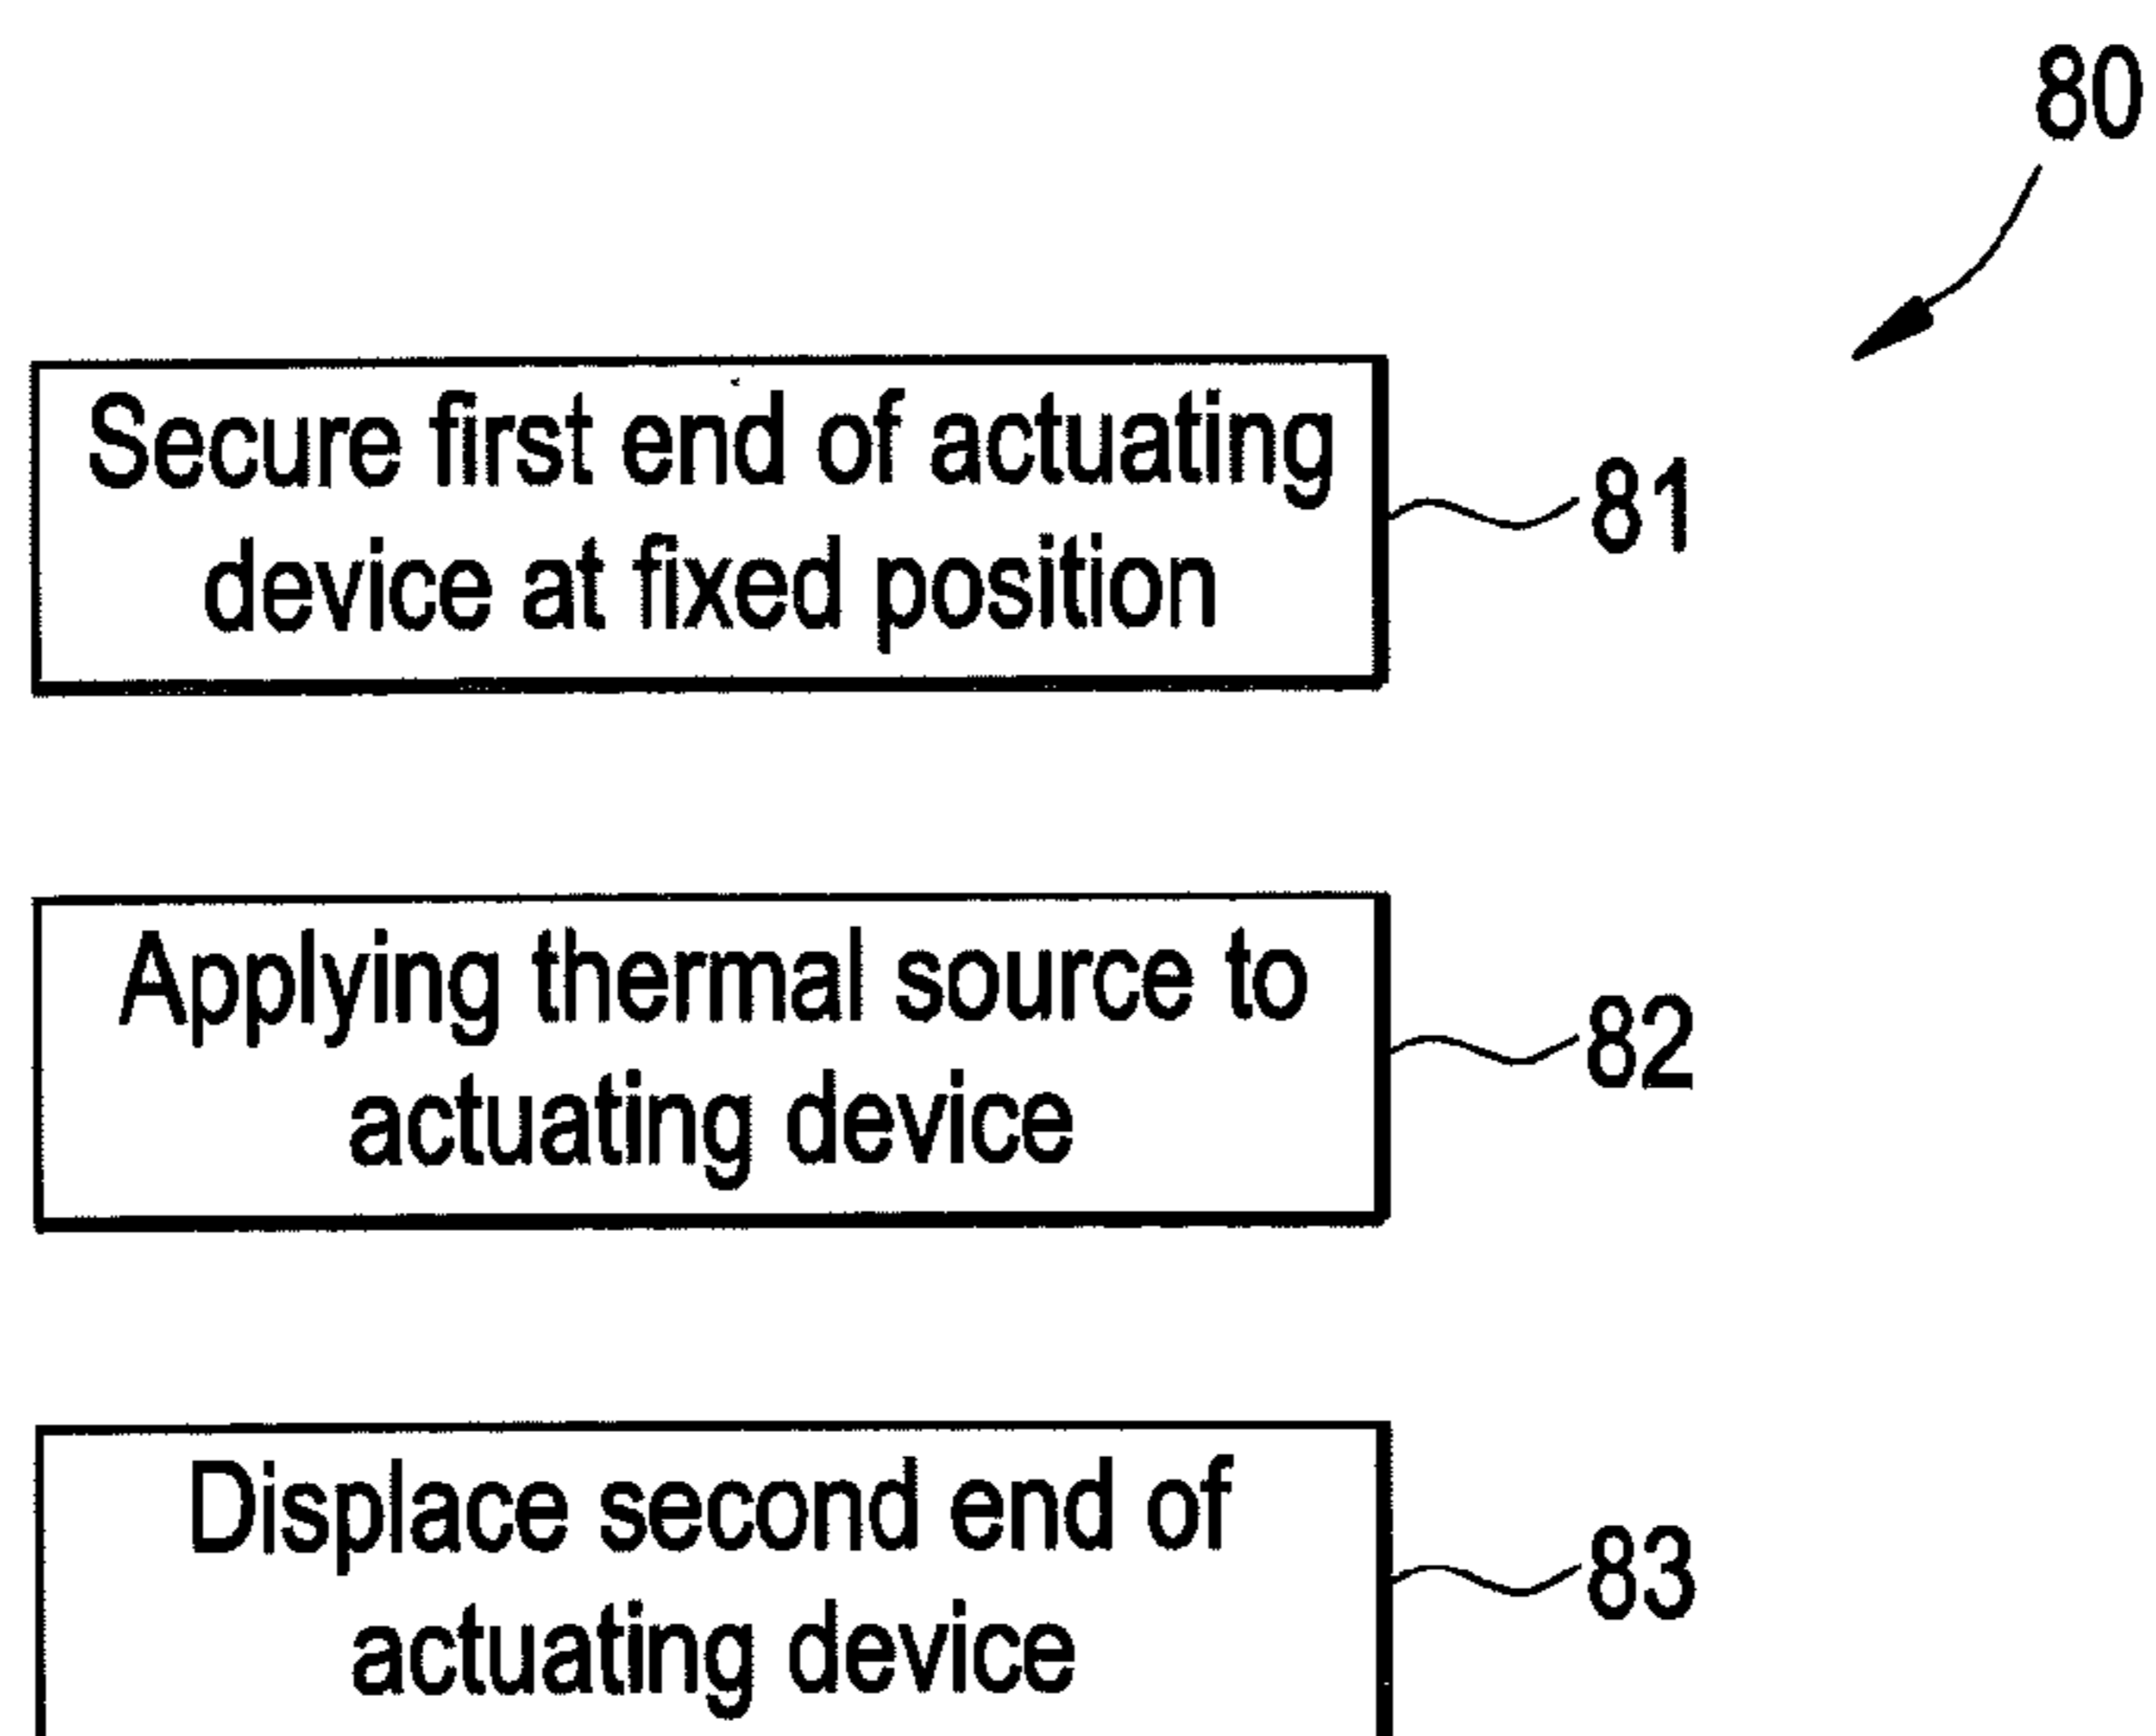 80
Secure first end of actuating
device at fixed position
81
Applying thermal source to
actuating device
82
Displace second end of
actuating device
83